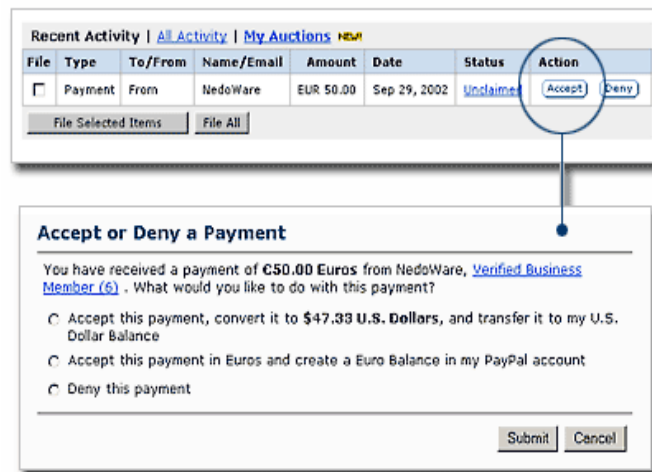 Recent Activity | All Activity | My Auctions NEW!
File Type To/From Name/Email Amount Date Status Action
Payment From NedoWare EUR 50.00 Sep 29, 2002 Unclaimed Accept Deny
File Selected Items File All
Accept or Deny a Payment
You have received a payment of €50.00 Euros from NedoWare, Verified Business
Member (6) . What would you like to do with this payment?
Accept this payment, convert it to $47.33 U.S. Dollars, and transfer it to my U.S.
Dollar Balance
Accept this payment in Euros and create a Euro Balance in my PayPal account
Deny this payment
Submit Cancel